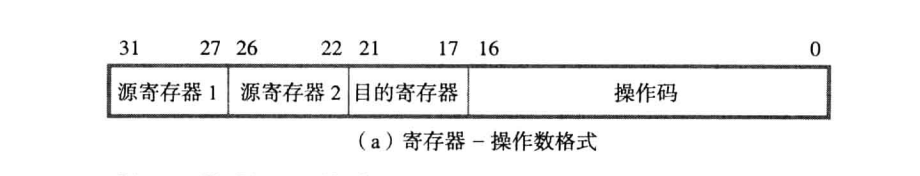 31 27 26 22 21 17 16 0
源寄存器 1 源寄存器 2 目的寄存器 操作码
（a）寄存器 – 操作数格式